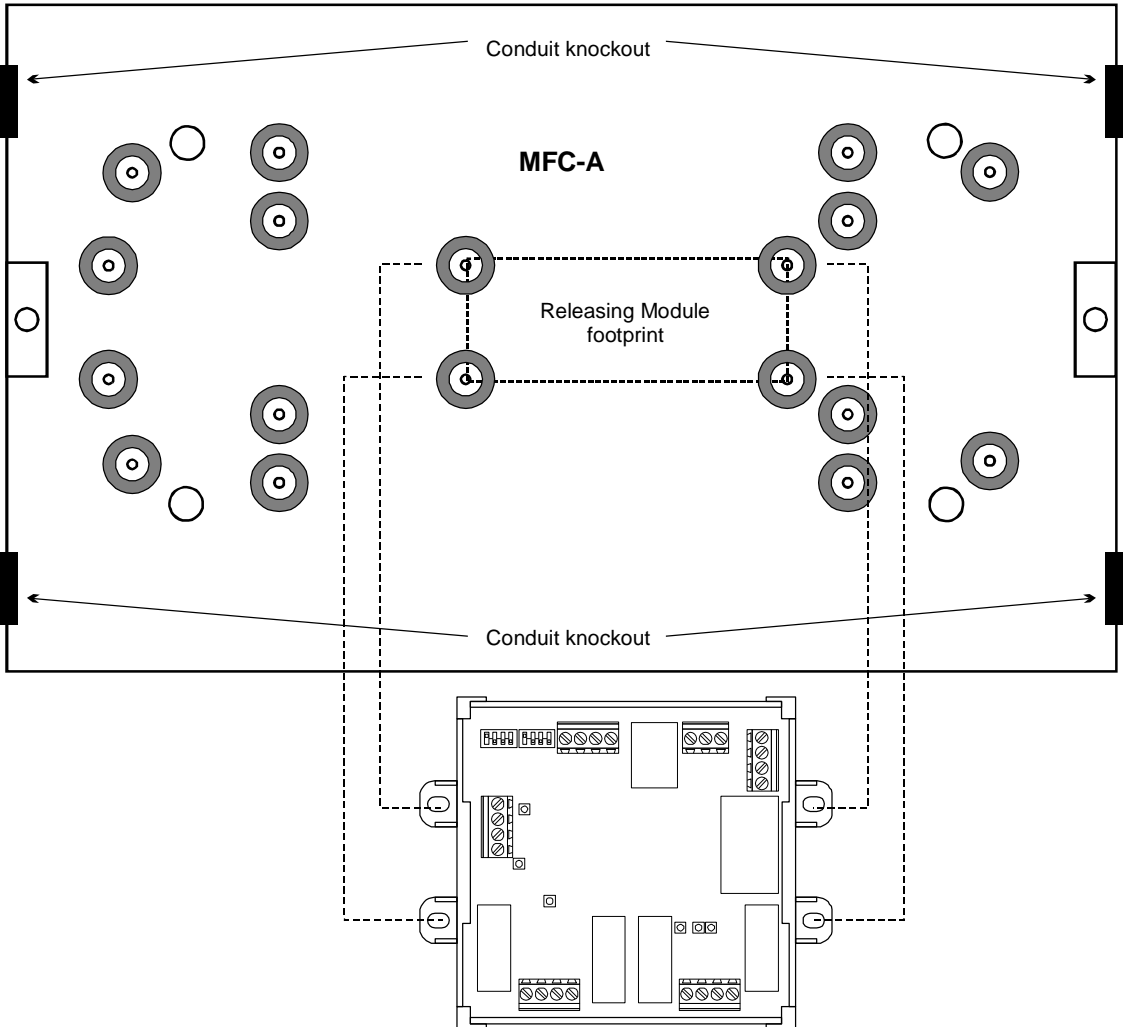 Conduit knockout
MFC-A
Releasing Module
footprint
Conduit knockout